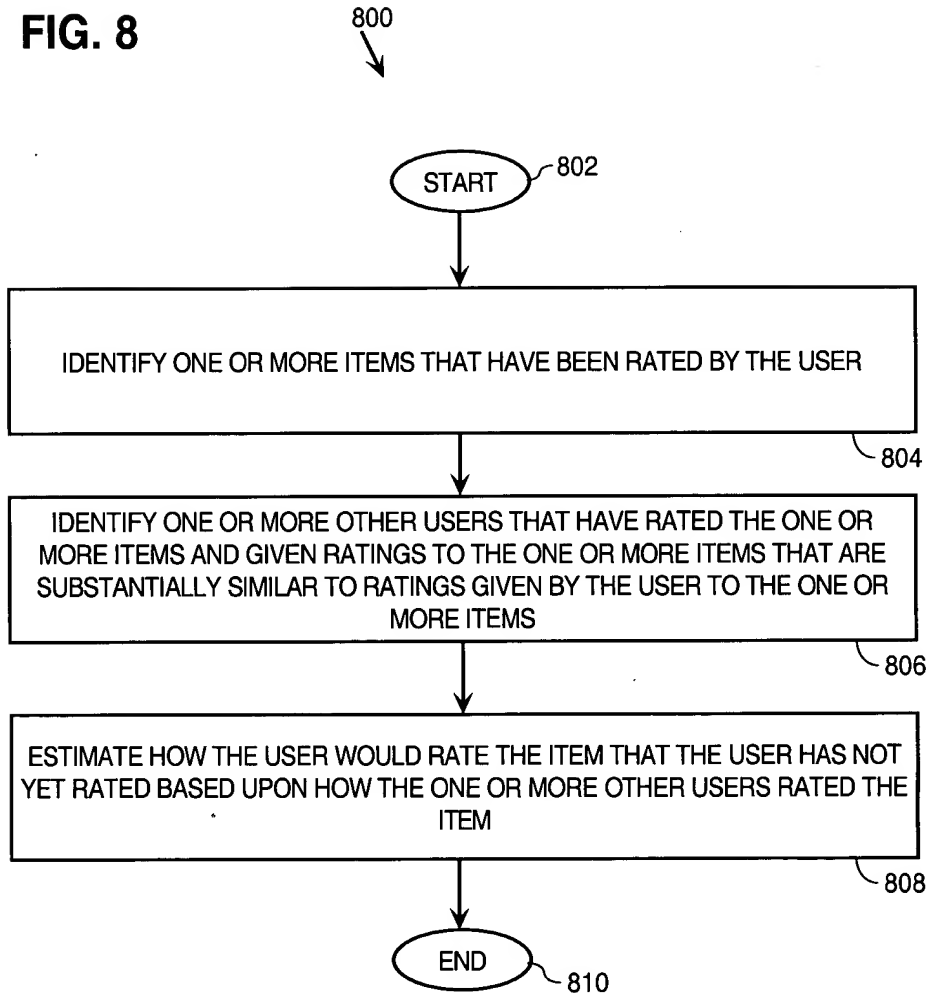 FIG. 8
800
START
802
IDENTIFY ONE OR MORE ITEMS THAT HAVE BEEN RATED BY THE USER
804
IDENTIFY ONE OR MORE OTHER USERS THAT HAVE RATED THE ONE OR
MORE ITEMS AND GIVEN RATINGS TO THE ONE OR MORE ITEMS THAT ARE
SUBSTANTIALLY SIMILAR TO RATINGS GIVEN BY THE USER TO THE ONE OR
MORE ITEMS
806
ESTIMATE HOW THE USER WOULD RATE THE ITEM THAT THE USER HAS NOT
YET RATED BASED UPON HOW THE ONE OR MORE OTHER USERS RATED THE
ITEM
808
END
810